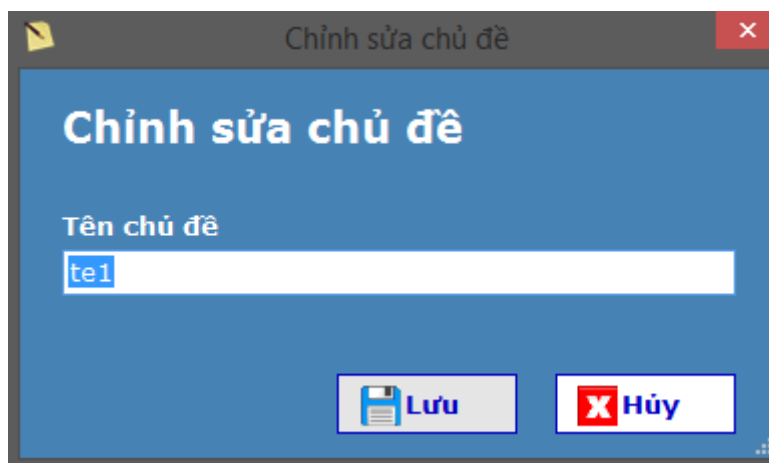 Chỉnh sửa chủ đề
Chỉnh sửa chủ đề
Tên chủ đề
te1
Lưu
Hủy